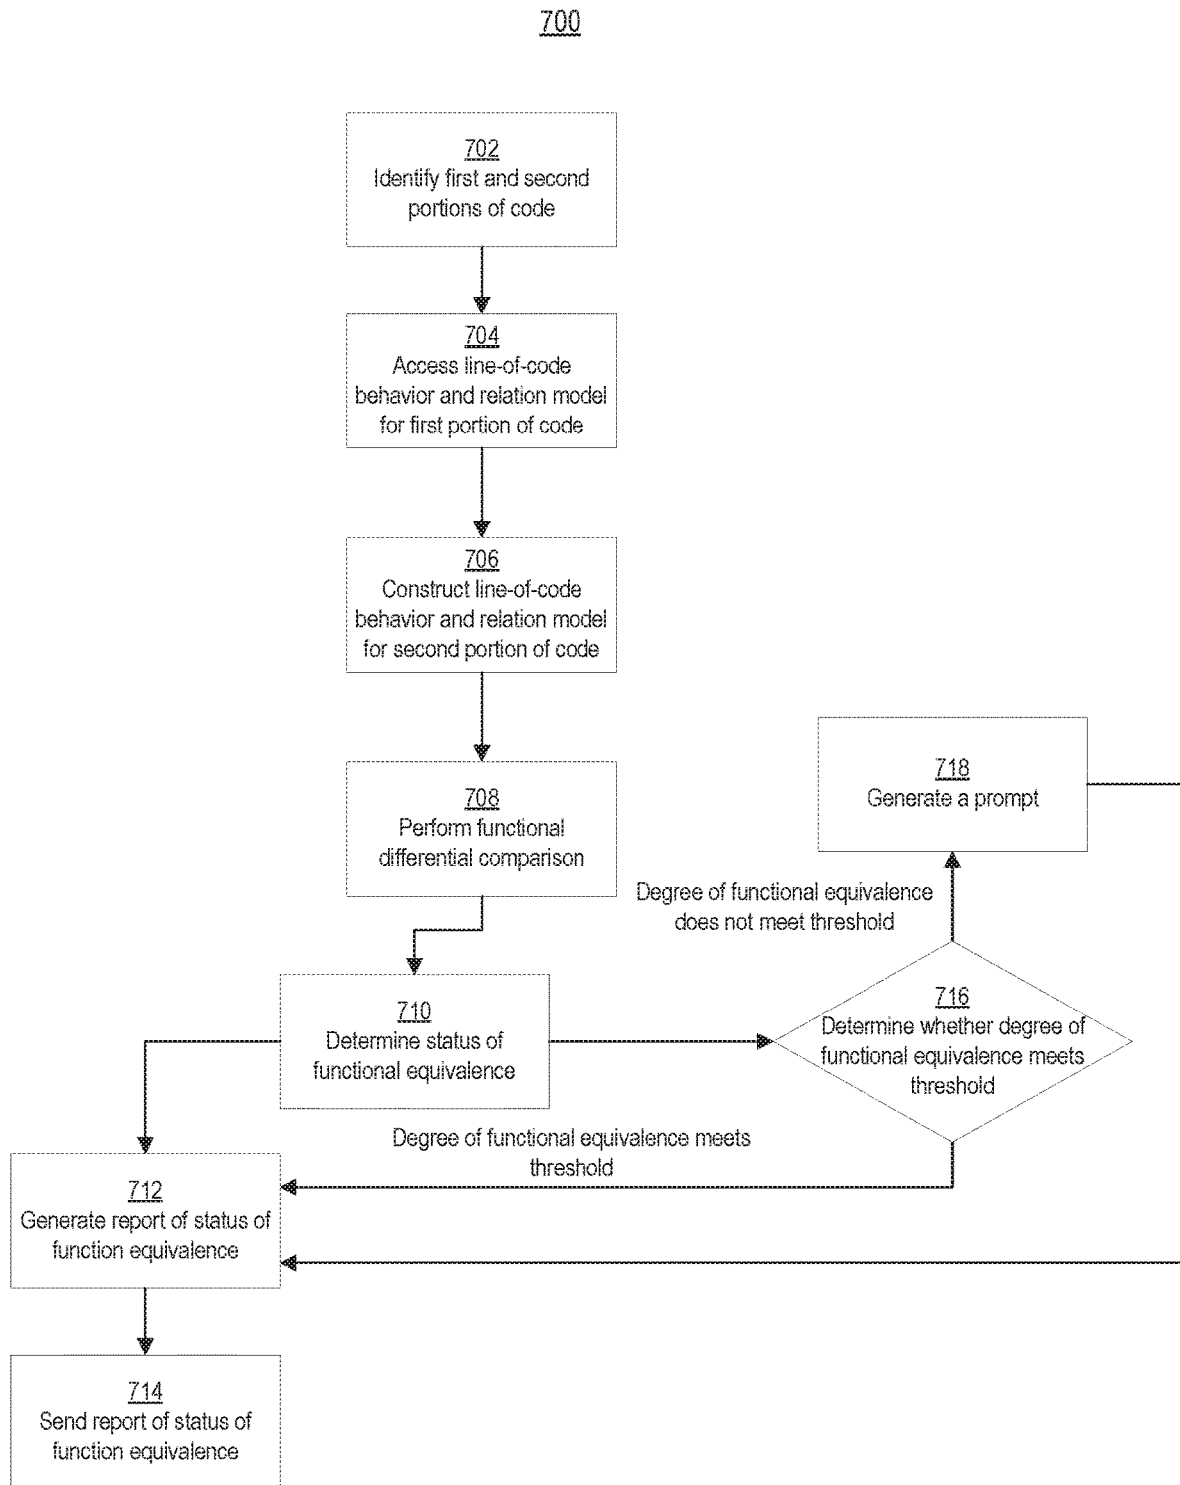 700
702
Identify first and second
portions of code
704
Access line-of-code
behavior and relation model
for first portion of code
706
Construct line-of-code
behavior and relation model
for second portion of code
708
Perform functional
differential comparison
718
Generate a prompt
Degree of functional equivalence
does not meet threshold
710
Determine status of
functional equivalence
716
Determine whether degree of
functional equivalence meets
threshold
Degree of functional equivalence meets
threshold
712
Generate report of status of
function equivalence
714
Send report of status of
function equivalence